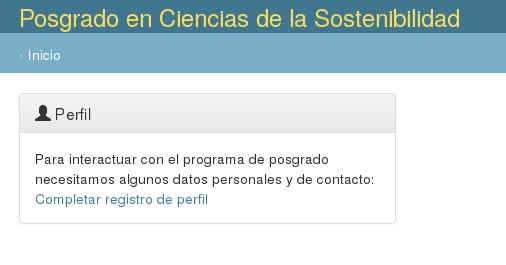 Posgrado en Ciencias de la Sostenibilidad
› Inicio
Perfil
Para interactuar con el programa de posgrado
necesitamos algunos datos personales y de contacto:
Completar registro de perfil